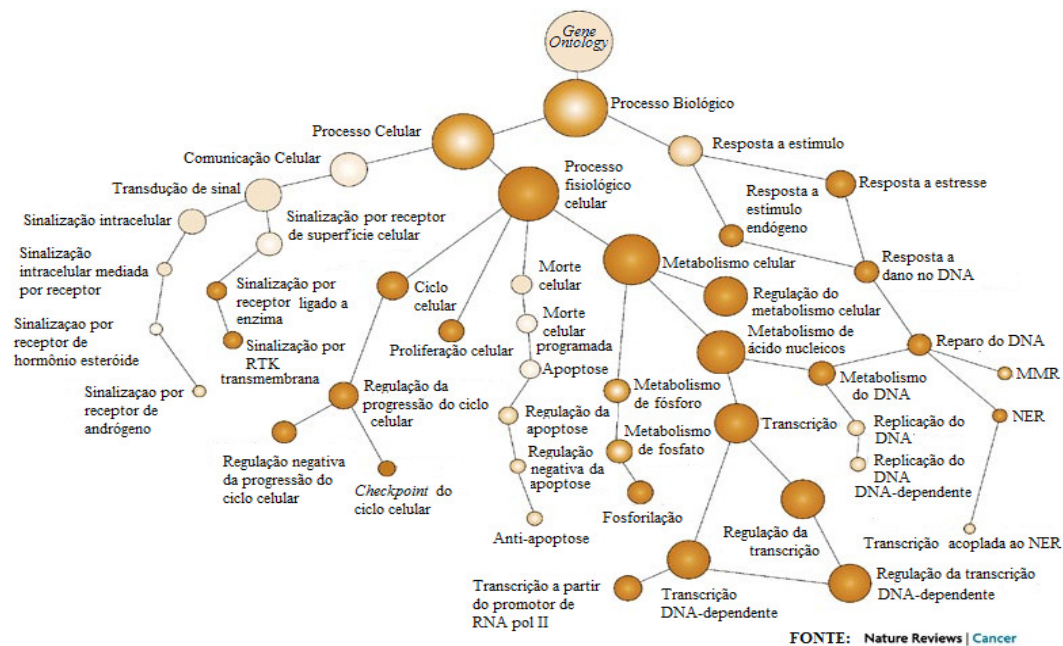 Gene
Ontology
Processo Biológico
Processo Celular
Resposta a estímulo
Comunicação Celular
Processo
fisiológico
celular
Resposta a estresse
Transdução de sinal
Resposta a
estímulo
endógeno
Sinalização intracelular
Sinalização por receptor
de superfície celular
Resposta a
dano no DNA
Sinalização
intracelular mediada
por receptor
Sinalização por
receptor ligado a
enzima
Ciclo
celular
Morte
celular
Metabolismo celular
Regulação do
metabolismo celular
Sinalizaçao por
receptor de
hormônio esteróide
Sinalização por
RTK
transmembrana
Proliferação celular
Morte
celular
programada
Metabolismo de
ácido nucleicos
Reparo do DNA
Sinalizaçao por
receptor de
andrógeno
Regulação da
progressão do ciclo
celular
Apoptose
Metabolismo
de fósforo
Metabolismo
do DNA
MMR
NER
Regulação da
apoptose
Transcrição
Replicação do
DNA
Regulação negativa
da progressão do
ciclo celular
Checkpoint do
ciclo celular
Regulação
negativa da
apoptose
Metabolismo
de fosfato
Replicação do
DNA
DNA-dependente
Anti-apoptose
Fosforilação
Regulação da
transcrição
Transcrição acoplada ao NER
Transcrição a partir
do promotor de
RNA pol II
Transcrição
DNA-dependente
Regulação da transcrição
DNA-dependente
FONTE: Nature Reviews | Cancer